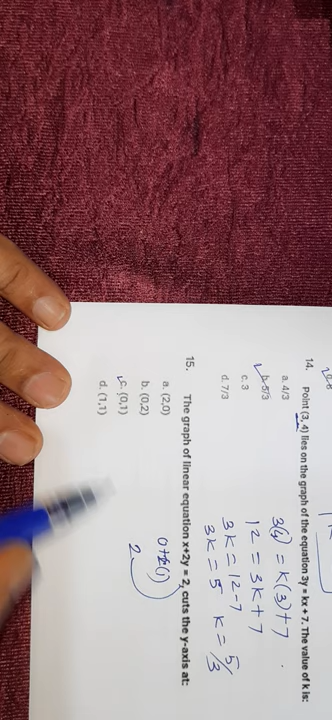 14. Point (3, 4) lies on the graph of the equation 3y = kx + 7. The value of k is:
a. 4/3
b. 5/3
c. 3
d. 7/3
3(4) = k(3)+7
12 = 3k+7
3k = 12-7
3k = 5 k = 5/3
15. The graph of linear equation x+2y = 2, cuts the y-axis at:
a. (2,0)
b. (0,2)
c. (0,1)
d. (1,1)
2